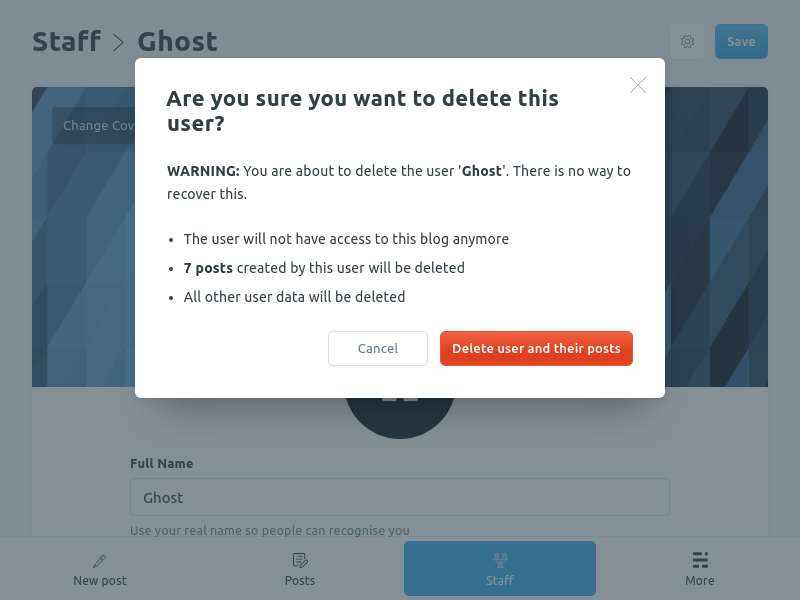 Staff > Ghost
Save
Change Cov
Are you sure you want to delete this
user?
WARNING: You are about to delete the user 'Ghost'. There is no way to
recover this.
The user will not have access to this blog anymore
7 posts created by this user will be deleted
All other user data will be deleted
Cancel
Delete user and their posts
Full Name
Ghost
Use your real name so people can recognise you
New post
Posts
Staff
More